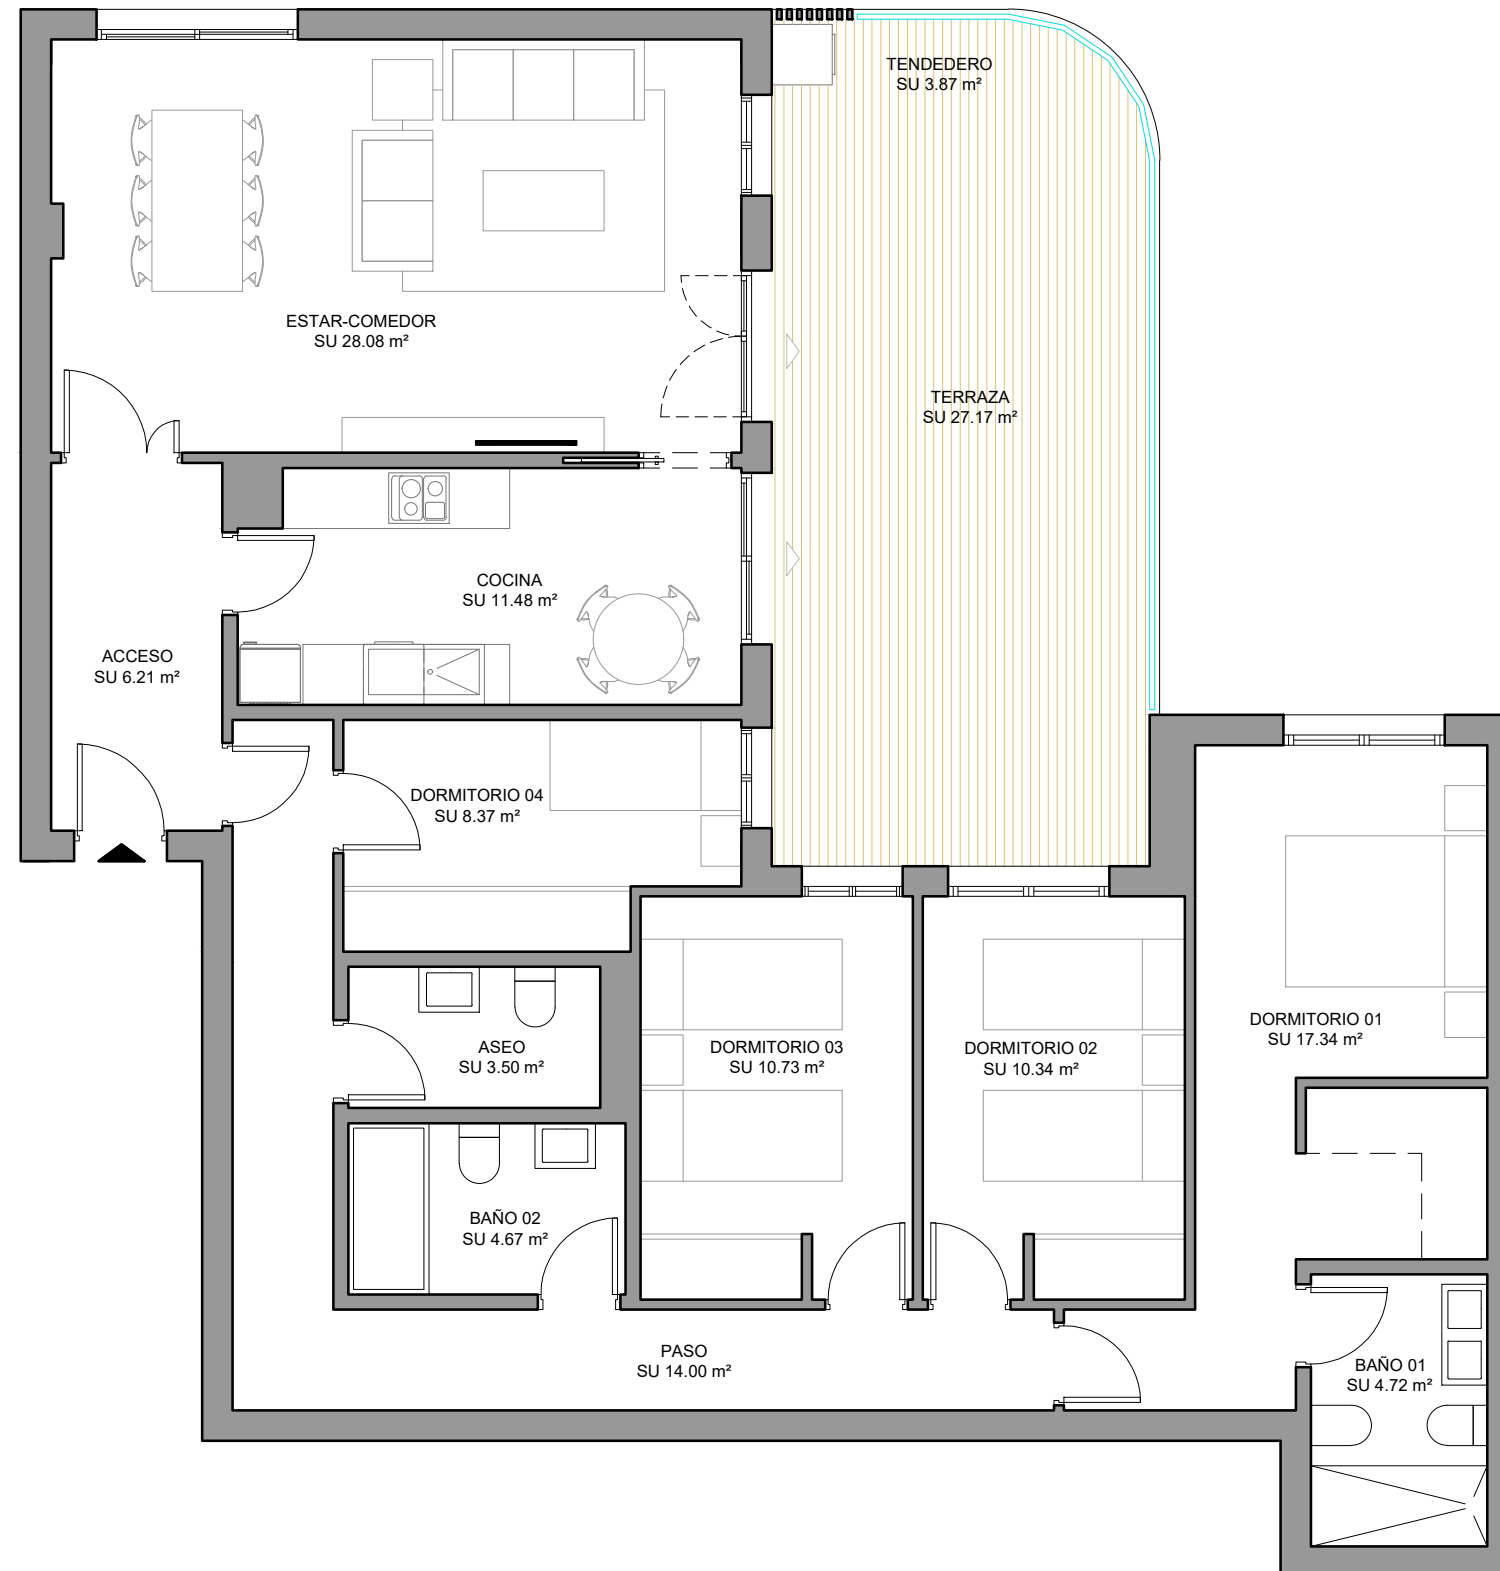 TENDEDERO
SU 3.87 m²
ESTAR-COMEDOR
SU 28.08 m²
TERRAZA
SU 27.17 m²
COCINA
SU 11.48 m²
ACCESO
SU 6.21 m²
DORMITORIO 04
SU 8.37 m²
DORMITORIO 01
SU 17.34 m²
ASEO
SU 3.50 m²
DORMITORIO 03
SU 10.73 m²
DORMITORIO 02
SU 10.34 m²
BAÑO 02
SU 4.67 m²
PASO
SU 14.00 m²
BAÑO 01
SU 4.72 m²